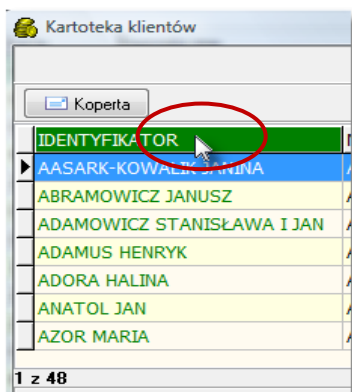 Kartoteka klientów
Koperta
IDENTYFIKATOR
AASARK-KOWALIK JANINA
ABRAMOWICZ JANUSZ
ADAMOWICZ STANISŁAWA I JAN
ADAMUS HENRYK
ADORA HALINA
ANATOL JAN
AZOR MARIA
1 z 48